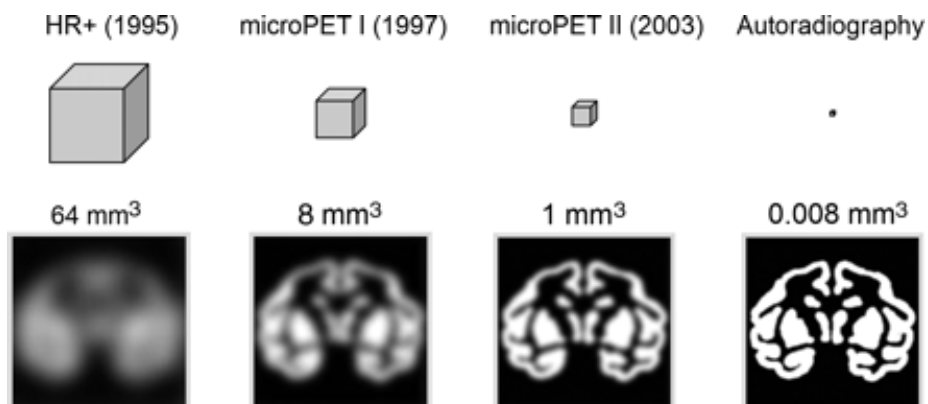 HR+ (1995) microPET I (1997) microPET II (2003) Autoradiography
64 mm³ 8 mm³ 1 mm³ 0.008 mm³